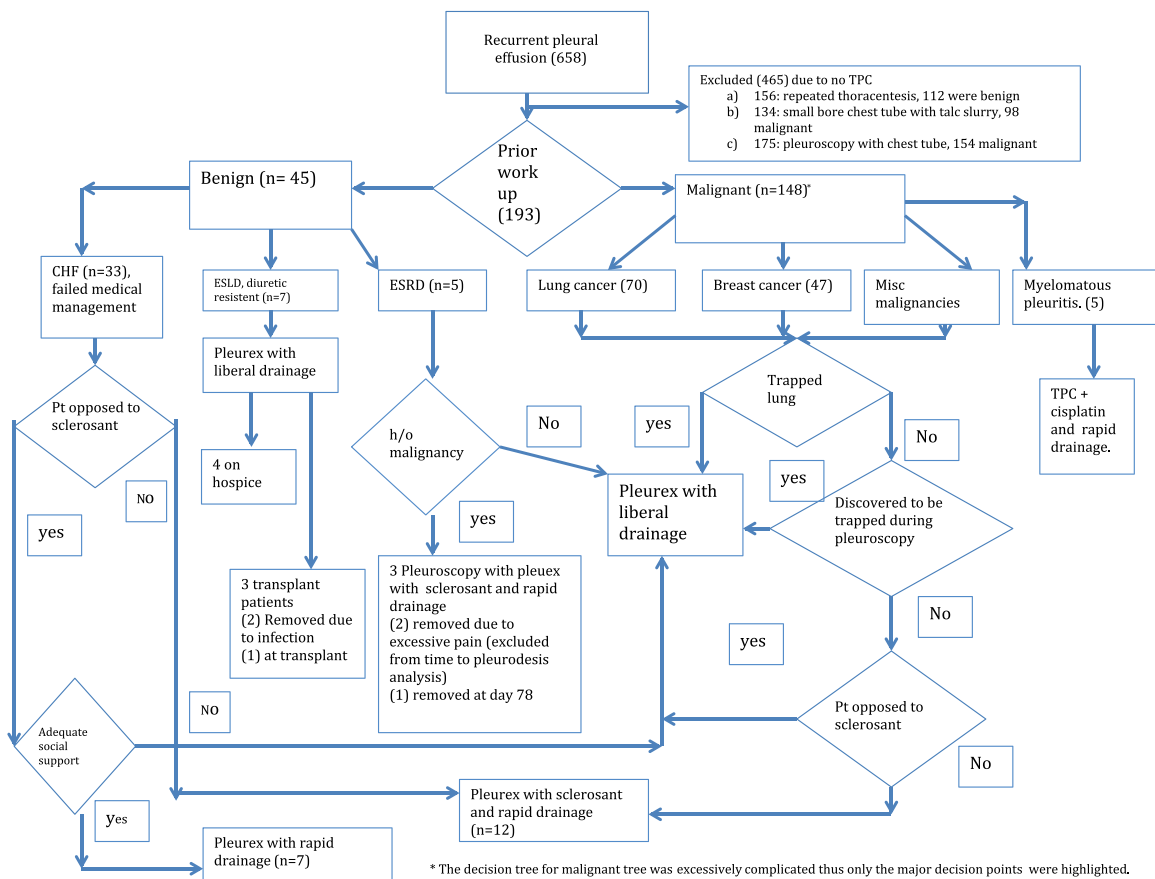 Recurrent pleural
effusion (658)
Excluded (465) due to no TPC
a) 156: repeated thoracentesis, 112 were benign
b) 134: small bore chest tube with talc slurry, 98
malignant
c) 175: pleuroscopy with chest tube, 154 malignant
Prior
work
up
(193)
Benign (n= 45)
Malignant (n=148)*
CHF (n=33),
failed medical
management
ESLD, diuretic
resistent (n=7)
ESRD (n=5)
Lung cancer (70)
Breast cancer (47)
Misc
malignancies
Myelomatous
pleuritis. (5)
Pleurex with
liberal drainage
Trapped
lung
TPC +
cisplatin
and rapid
drainage.
Pt opposed to
sclerosant
h/o
malignancy
No
yes
No
4 on
hospice
Pleurex with
liberal
drainage
yes
Discovered to be
trapped during
pleuroscopy
No
yes
yes
3 transplant
patients
(2) Removed due
to infection
(1) at transplant
3 Pleuroscopy with pleuex
with sclerosant and rapid
drainage
(2) removed due to
excessive pain (excluded
from time to pleurodesis
analysis)
(1) removed at day 78
No
yes
Adequate
social
support
No
Pt opposed to
sclerosant
No
yes
Pleurex with sclerosant
and rapid drainage
(n=12)
Pleurex with rapid
drainage (n=7)
* The decision tree for malignant tree was excessively complicated thus only the major decision points were highlighted.